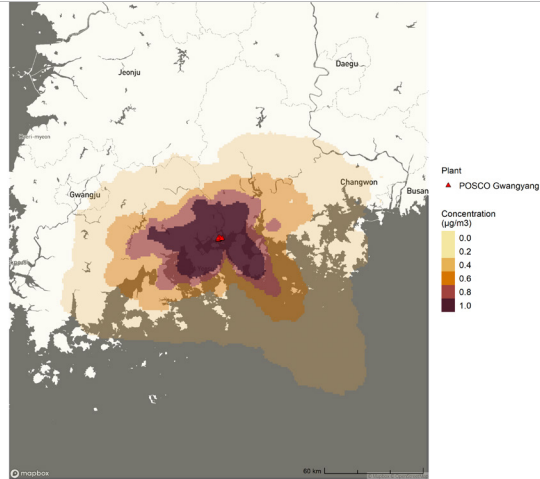 Jeonju
Daegu
Gwangju
Changwon
Busan
Plant
POSCO Gwangyang
Concentration
(µg/m3)
0.0
0.2
0.4
0.6
0.8
1.0
60 km
mapbox